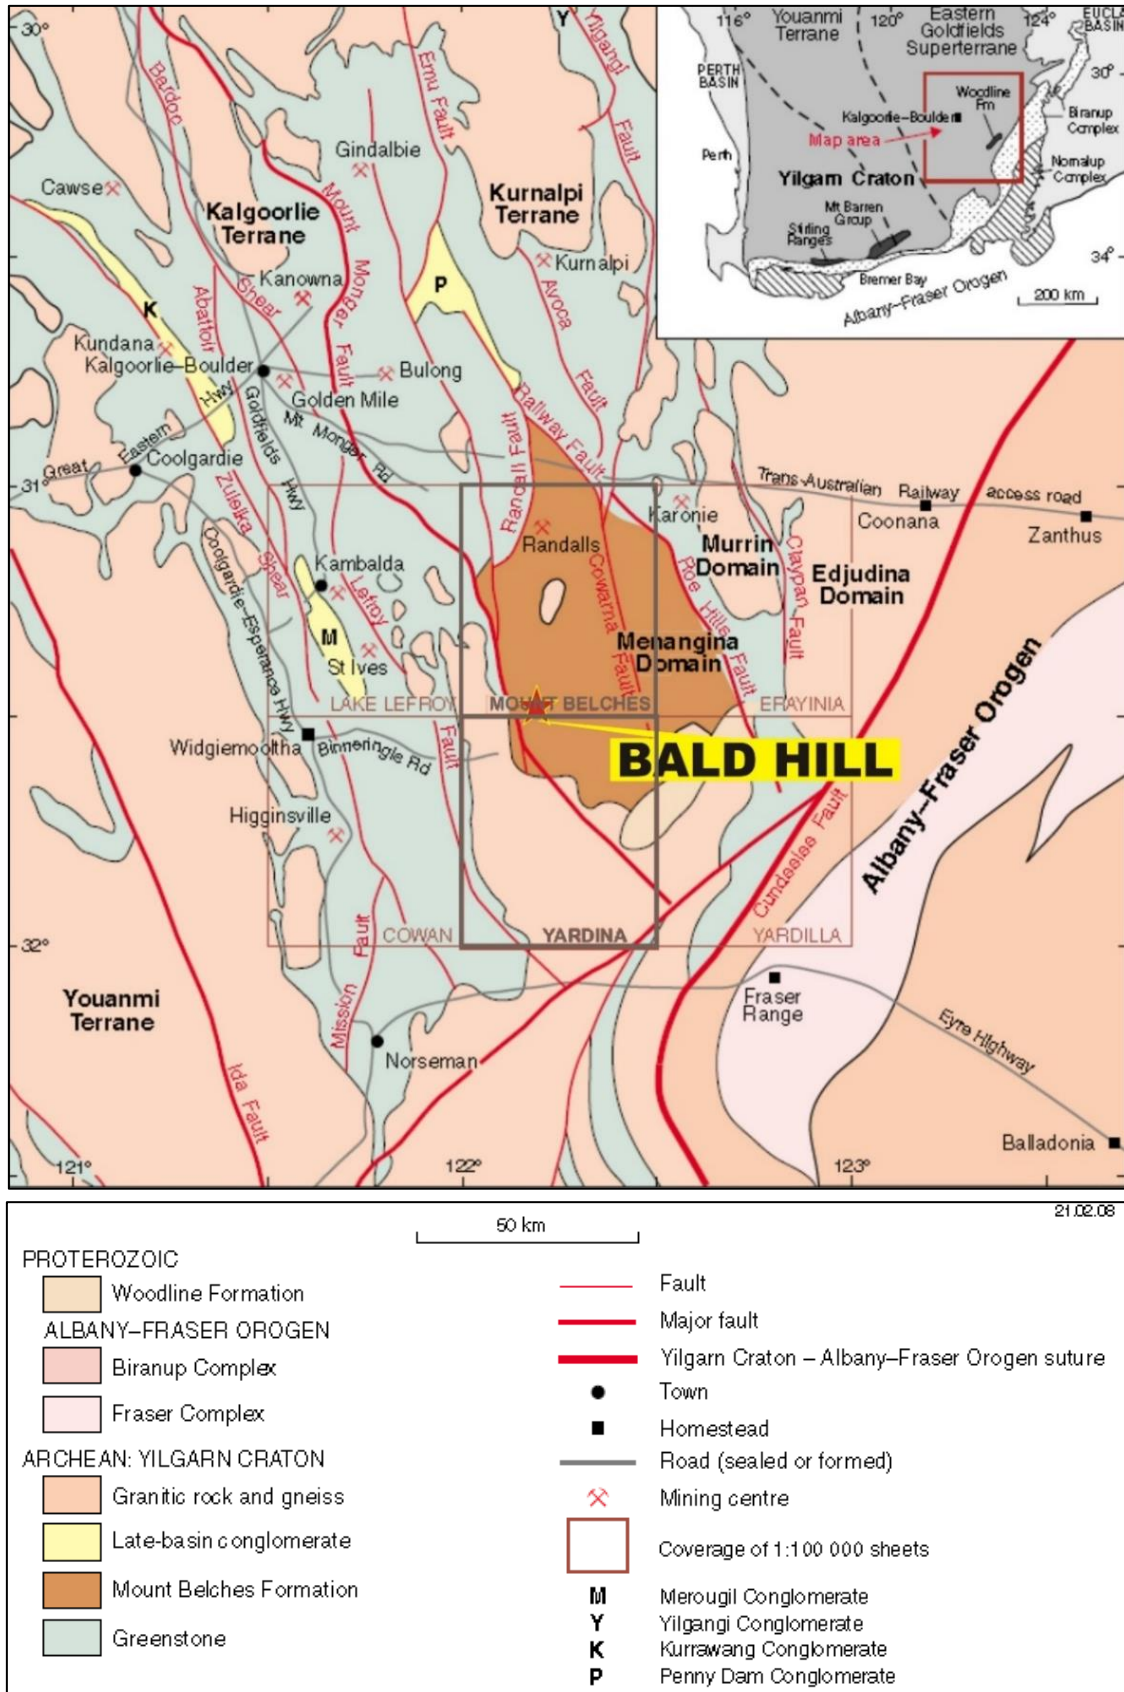 30°
Bardoc
Emu Fault
Y
Yilgangi
Fault
116°
Youanmi
Terrane
120°
Eastern
Goldfields
Superterrane
124°
EUCLA
BASIN
PERTH
BASIN
30°
Woodline
Fm
Kalgoorlie–Boulder
Map area
Biranup
Complex
Perth
Nornalup
Complex
Yilgarn Craton
Mt Barren
Group
Stirling
Ranges
34°
Bremer Bay
Albany–Fraser Orogen
200 km
Gindalbie
Cawse
Kalgoorlie
Terrane
Mount
Monger
Fault
Kurnalpi
Terrane
Kurnalpi
Kanowna
P
Avoca
Fault
K
Abattoir
Shear
Kundana
Kalgoorlie–Boulder
Bulong
Golden Mile
Hwy
Goldfields
Hwy
Mt Monger Rd
Railway Fault
Randall Fault
Great
Eastern
Coolgardie
31°
Zuleika
Shear
Trans-Australian
Railway
access road
Karonie
Coonana
Zanthus
Randalls
Murrin
Domain
Claypan Fault
Edjudina
Domain
Coolgardie–Esperance Hwy
Kambalda
Lefroy
Fault
Cowarna
Fault
Roe Hills
Fault
M
St Ives
Menangina
Domain
LAKE LEFROY
MOUNT BELCHES
ERAYINIA
Widgiemooltha
Binneringie Rd
BALD HILL
Higginsville
Cundeelee Fault
Albany–Fraser Orogen
32°
COWAN
YARDINA
YARDILLA
Youanmi
Terrane
Mission
Fault
Fraser
Range
Eyre Highway
Norseman
Ida Fault
Balladonia
121°
122°
123°
21.02.08
50 km
PROTEROZOIC
Woodline Formation
ALBANY–FRASER OROGEN
Biranup Complex
Fraser Complex
ARCHEAN: YILGARN CRATON
Granitic rock and gneiss
Late-basin conglomerate
Mount Belches Formation
Greenstone
Fault
Major fault
Yilgarn Craton – Albany–Fraser Orogen suture
Town
Homestead
Road (sealed or formed)
Mining centre
Coverage of 1:100 000 sheets
M Merougil Conglomerate
Y Yilgangi Conglomerate
K Kurrawang Conglomerate
P Penny Dam Conglomerate